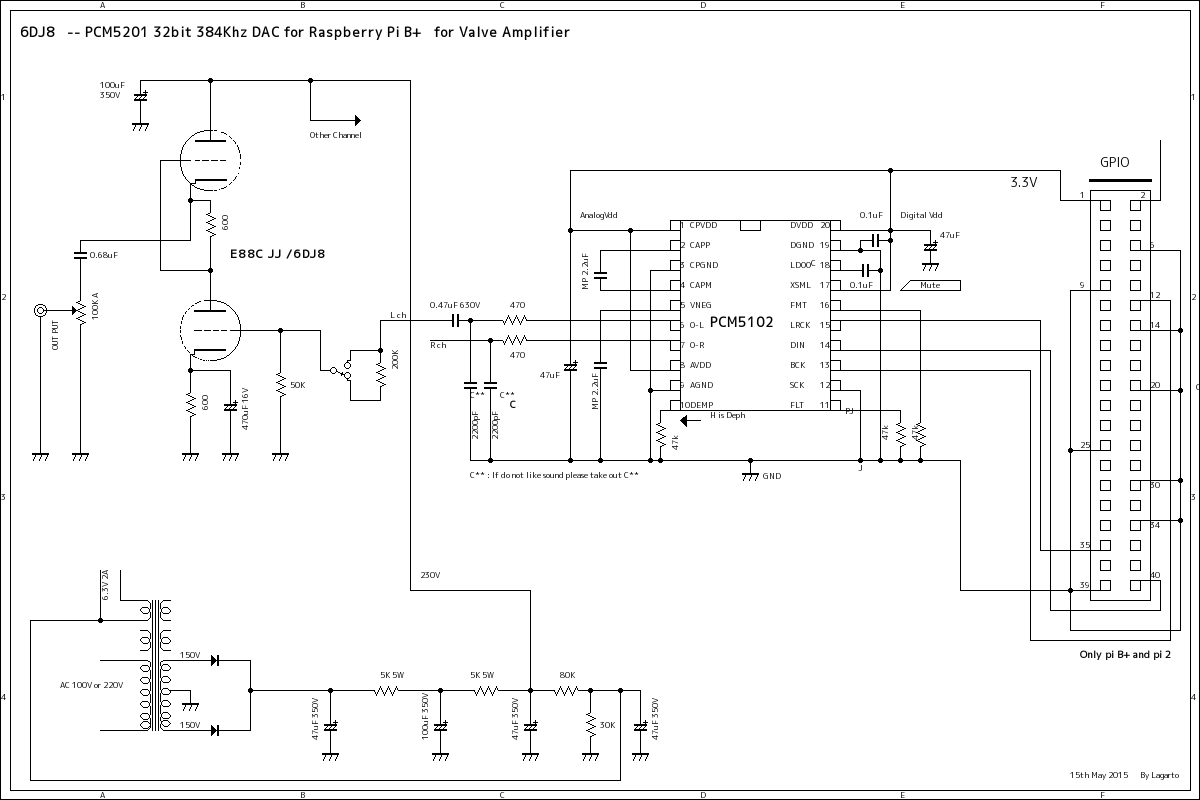 A B C D E F
6DJ8 -- PCM5201 32bit 384Khz DAC for Raspberry Pi B+ for Valve Amplifier
100uF
350V
1
1
Other Channel
GPIO
3.3V
1
2
600
E88C JJ /6DJ8
0.68uF
100K A
OUT PUT
AnalogVdd
0.1uF
Digital Vdd
47uF
1 CPVDD
DVDD 20
2 CAPP
DGND 19
3 CPGND
LDOO 18
C
4 CAPM
XSML 17
5 VNEG
FMT 16
6 O-L
LRCK 15
7 O-R
DIN 14
8 AVDD
BCK 13
9 AGND
SCK 12
10DEMP
FLT 11
PCM5102
MP 2.2uF
0.1uF
Mute
6
9
12
14
20
25
30
34
35
39
40
2
2
Lch
0.47uF 630V
470
Rch
470
200K
47uF
MP 2.2uF
50K
600
470uF 16V
C**
C**
C
2200pF
2200pF
H is Deph
47k
47k
47k
J
C** : If do not like sound please take out C**
GND
3
3
6.3V 2A
230V
Only pi B+ and pi 2
150V
AC 100V or 220V
150V
5K 5W
5K 5W
80K
47uF 350V
100uF 350V
47uF 350V
30K
47uF 350V
4
4
15th May 2015 By Lagarto
A B C D E F